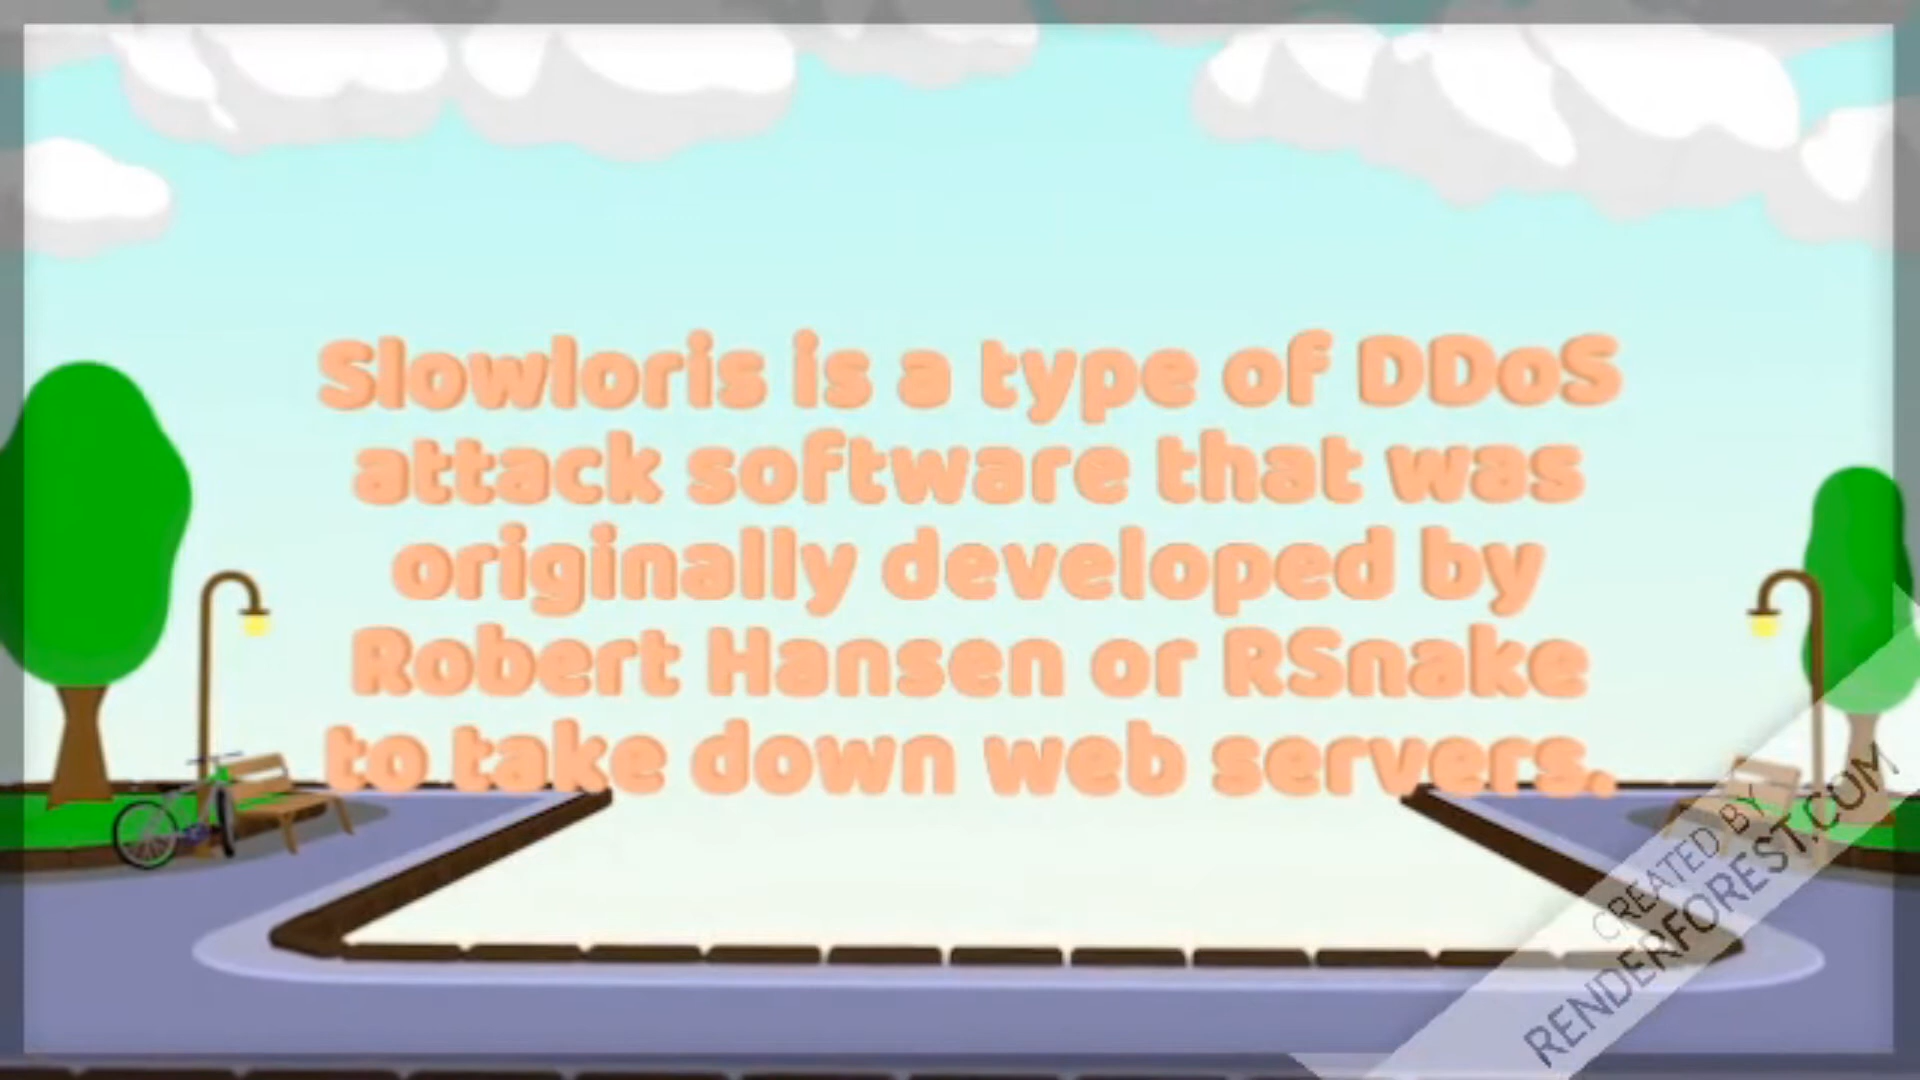 Slowloris is a type of DDoS
attack software that was
originally developed by
Robert Hansen or RSnake
to take down web servers.
CREATED BY
RENDERFOREST.COM